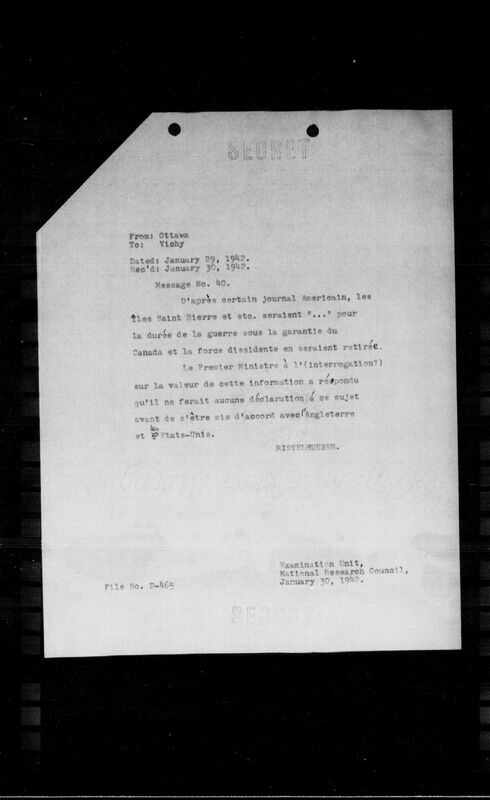 SECRET
From: Ottawa
To: Vichy
Dated: January 29, 1942.
Rec'd: January 30, 1942.
Message No. 40.
D'après certain journal Americain, les
îles Saint Pierre et etc. seraient "..." pour
la durée de la guerre sous la garantie du
Canada et la force dissidente en seraient retirée.
Le Premier Ministre à l'(interrogation?)
sur la valeur de cette information a répondu
qu'il ne ferait aucune déclaration á ce sujet
avant de s'être mis d'accord avec l'Angleterre
et les Etats-Unis.
RISTELHUEBER.
Examination Unit,
National Research Council,
January 30, 1942.
File No. D-465
SECRET